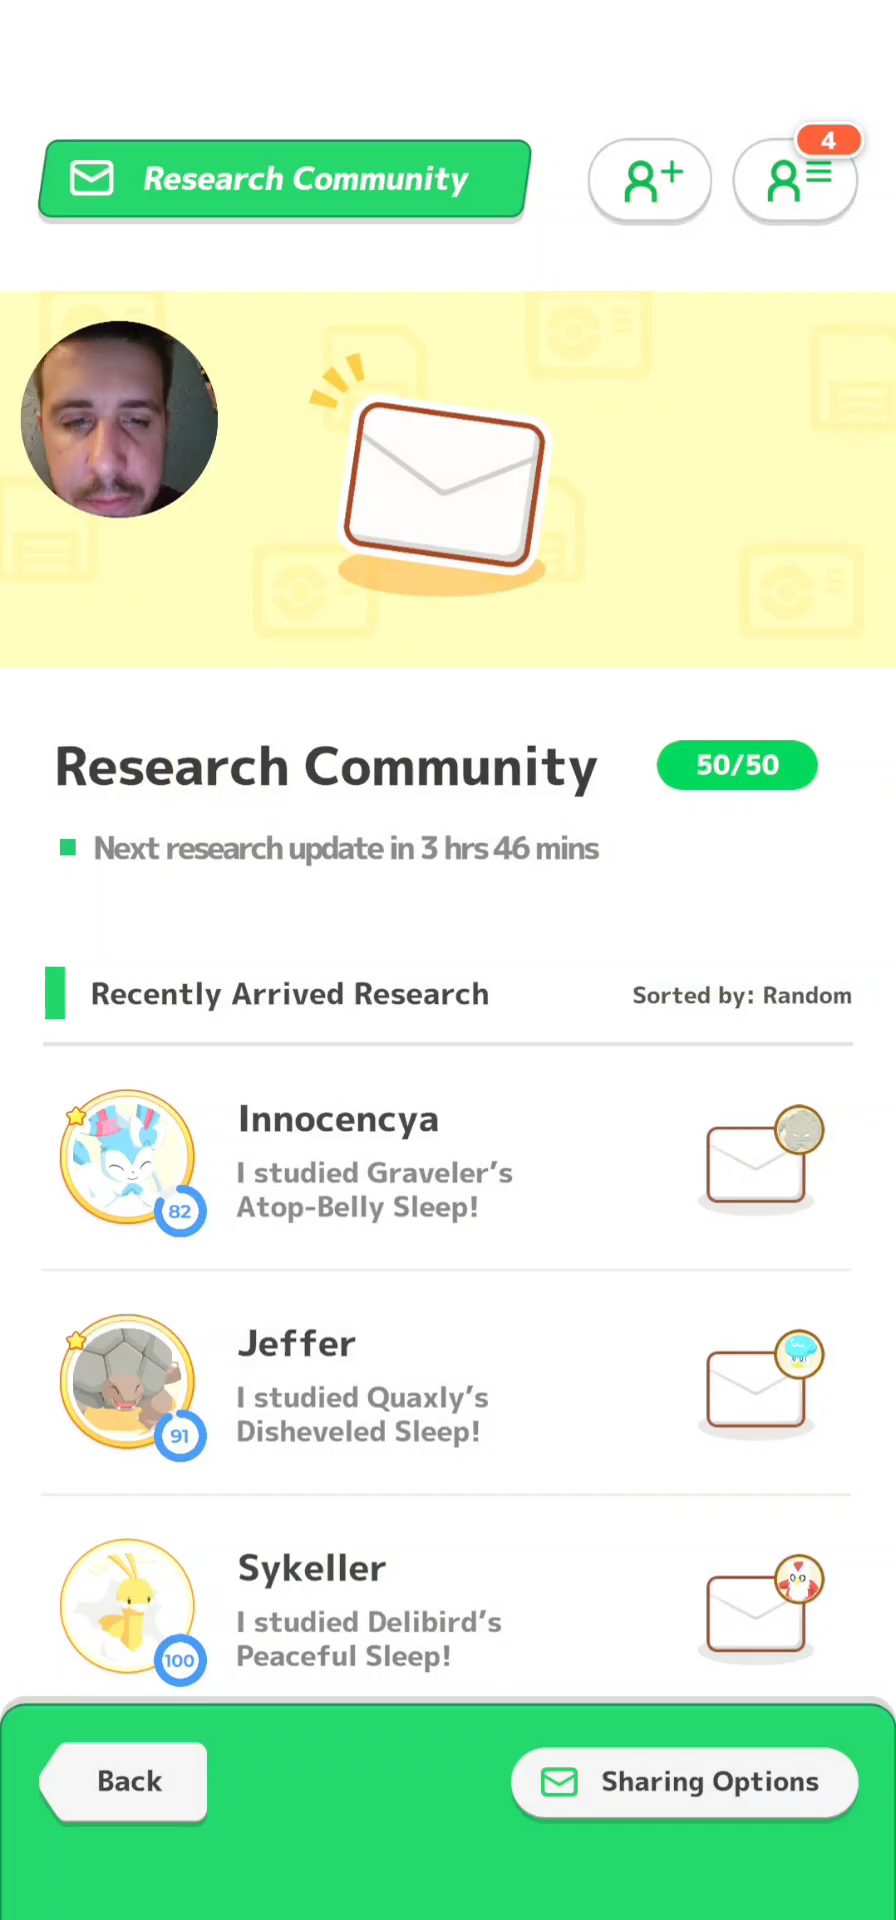 Research Community
4
Research Community
50/50
Next research update in 3 hrs 46 mins
Recently Arrived Research
Sorted by: Random
Innocencya
I studied Graveler's
Atop-Belly Sleep!
82
Jeffer
I studied Quaxly's
Disheveled Sleep!
91
Sykeller
I studied Delibird's
Peaceful Sleep!
100
Back
Sharing Options